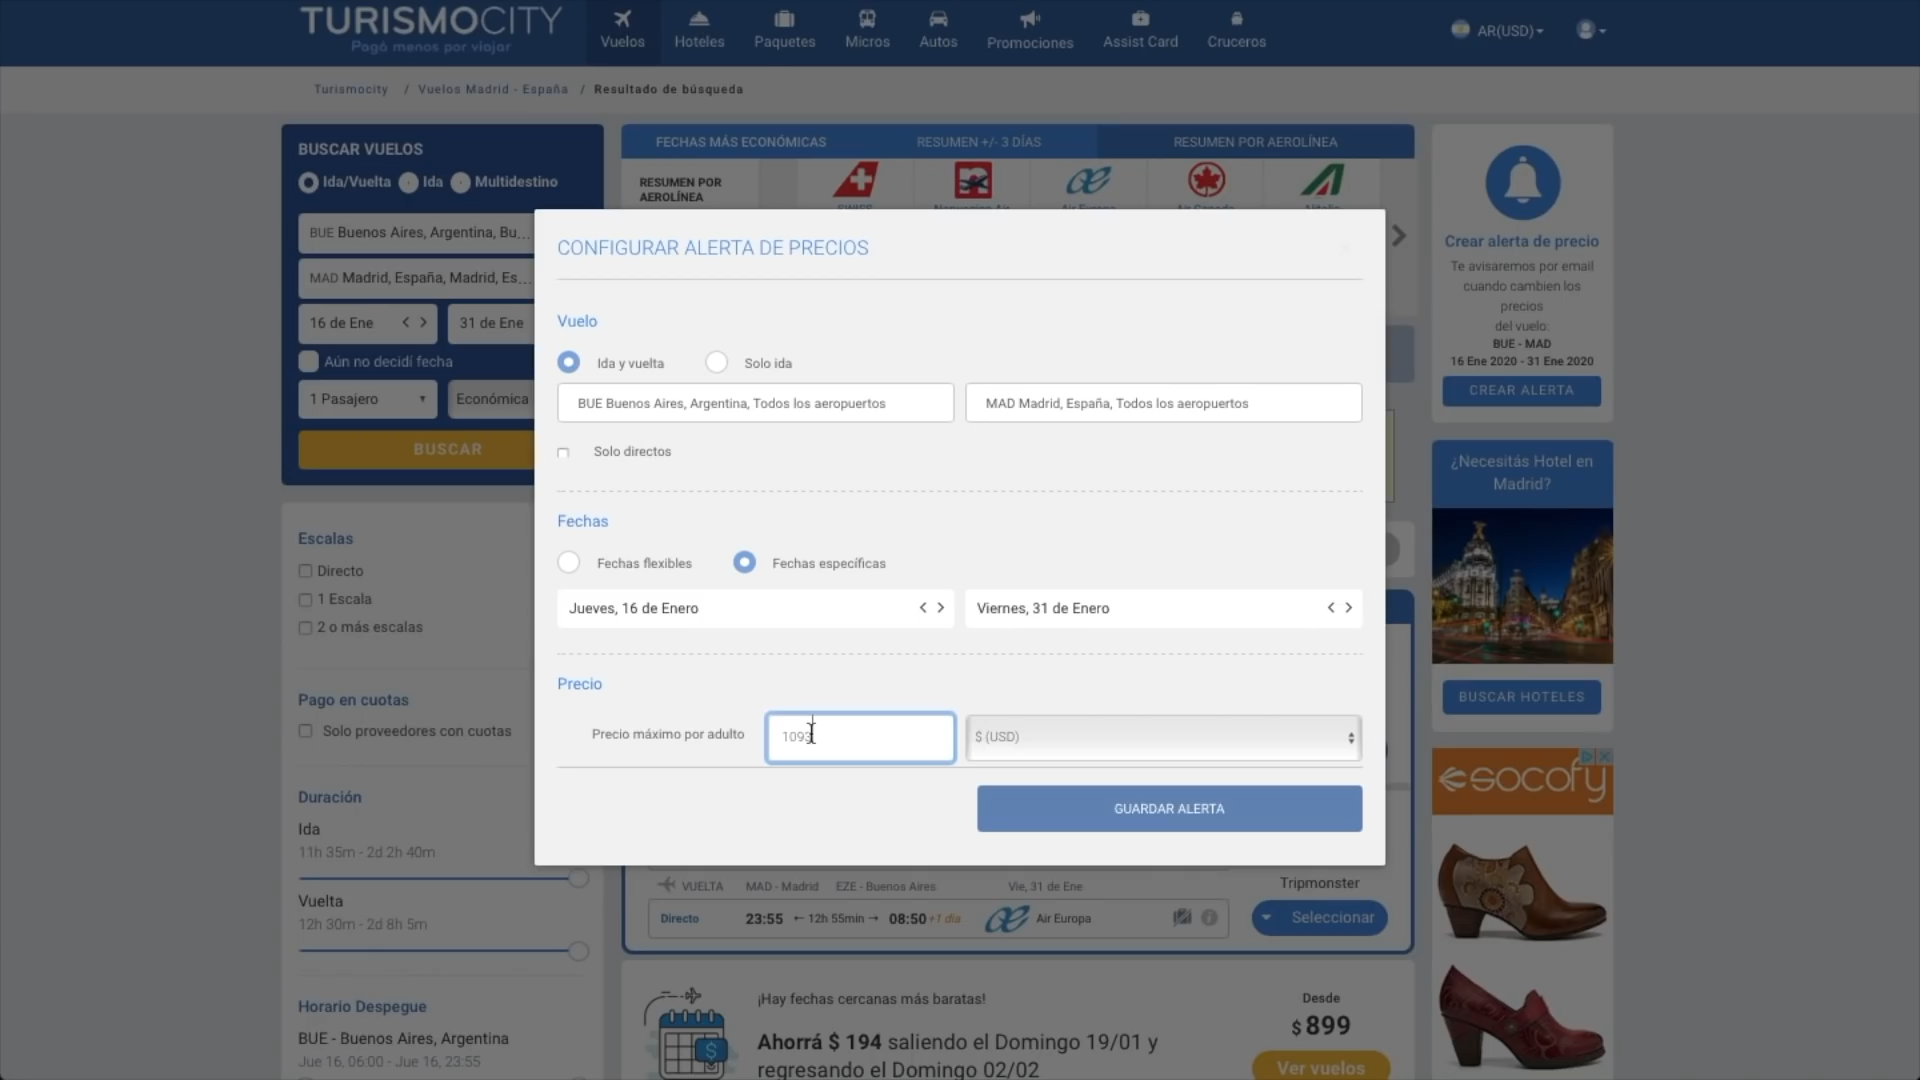 TURISMOCITY
Pagá menos por viajar
Vuelos
Hoteles
Paquetes
Micros
Autos
Promociones
Assist Card
Cruceros
AR(USD)
Turismocity / Vuelos Madrid - España / Resultado de búsqueda
BUSCAR VUELOS
Ida/Vuelta Ida Multidestino
BUE Buenos Aires, Argentina, Bu...
MAD Madrid, España, Madrid, Es...
16 de Ene < >
31 de Ene
Aún no decidí fecha
1 Pasajero
Económica
BUSCAR
Escalas
Directo
1 Escala
2 o más escalas
Pago en cuotas
Solo proveedores con cuotas
Duración
Ida
11h 35m - 2d 2h 40m
Vuelta
12h 30m - 2d 8h 5m
Horario Despegue
BUE - Buenos Aires, Argentina
Jue 16, 06:00 - Jue 16, 23:55
FECHAS MÁS ECONÓMICAS
RESUMEN +/- 3 DÍAS
RESUMEN POR AEROLÍNEA
RESUMEN POR
AEROLÍNEA
SWISS
Norwegian Air
Air Europa
Air Canada
Alitalia
CONFIGURAR ALERTA DE PRECIOS
Vuelo
Ida y vuelta
Solo ida
BUE Buenos Aires, Argentina, Todos los aeropuertos
MAD Madrid, España, Todos los aeropuertos
Solo directos
Fechas
Fechas flexibles
Fechas específicas
Jueves, 16 de Enero < >
Viernes, 31 de Enero < >
Precio
Precio máximo por adulto
1093
$ (USD)
GUARDAR ALERTA
VUELTA MAD - Madrid EZE - Buenos Aires Vie, 31 de Ene
Directo 23:55 ← 12h 55min → 08:50 +1 día Air Europa
Tripmonster
Seleccionar
¡Hay fechas cercanas más baratas!
Ahorrá $ 194 saliendo el Domingo 19/01 y
regresando el Domingo 02/02
Desde
$ 899
Ver vuelos
Crear alerta de precio
Te avisaremos por email
cuando cambien los
precios
del vuelo:
BUE - MAD
16 Ene 2020 - 31 Ene 2020
CREAR ALERTA
¿Necesitás Hotel en
Madrid?
BUSCAR HOTELES
socofy